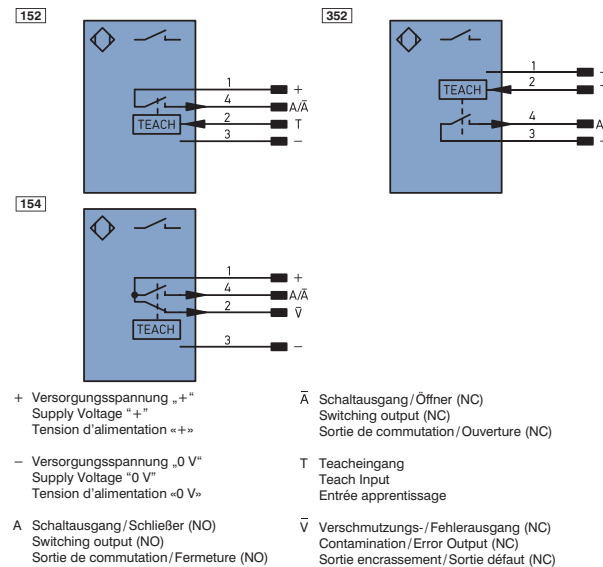 152
1 +
4 A/Ā
TEACH 2 T
3 −
352
1
TEACH 2
4 A
3
154
1 +
4 A/Ā
2 V̄
TEACH
3 −
+ Versorgungsspannung „+“
Supply Voltage “+”
Tension d’alimentation «+»
− Versorgungsspannung „0 V“
Supply Voltage “0 V”
Tension d’alimentation «0 V»
A Schaltausgang/Schließer (NO)
Switching output (NO)
Sortie de commutation/Fermeture (NO)
Ā Schaltausgang/Öffner (NC)
Switching output (NC)
Sortie de commutation/Ouverture (NC)
T Teacheingang
Teach Input
Entrée apprentissage
V̄ Verschmutzungs-/Fehlerausgang (NC)
Contamination/Error Output (NC)
Sortie encrassement/Sortie défaut (NC)